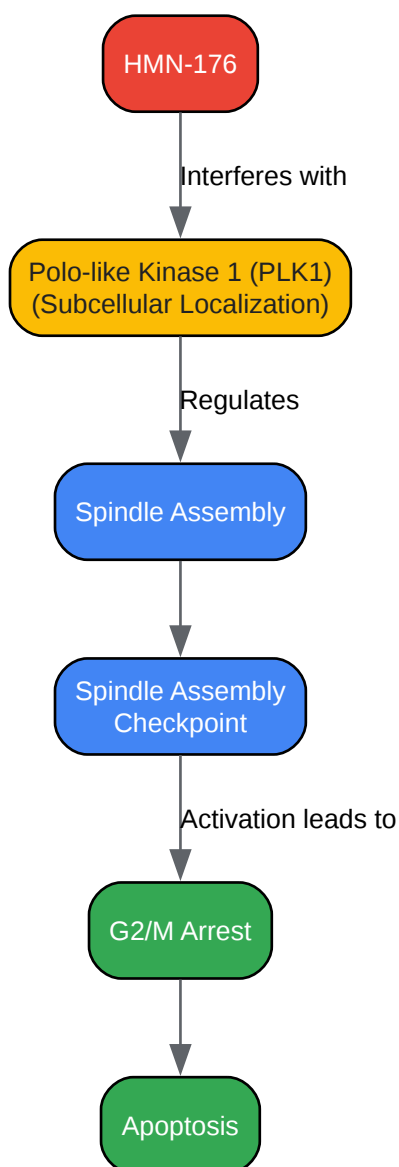 HMN-176
Interferes with
Polo-like Kinase 1 (PLK1)
(Subcellular Localization)
Regulates
Spindle Assembly
Spindle Assembly
Checkpoint
Activation leads to
G2/M Arrest
Apoptosis